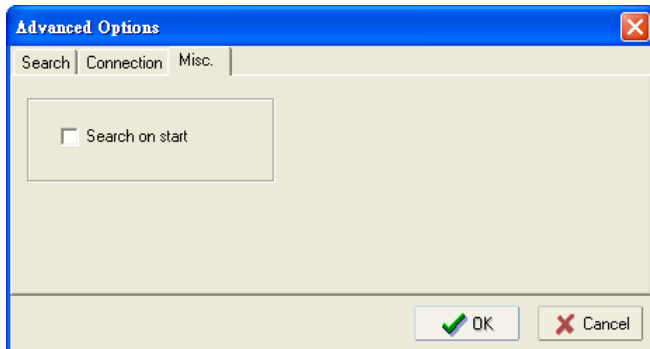 Advanced Options
Search Connection Misc.
Search on start
OK Cancel